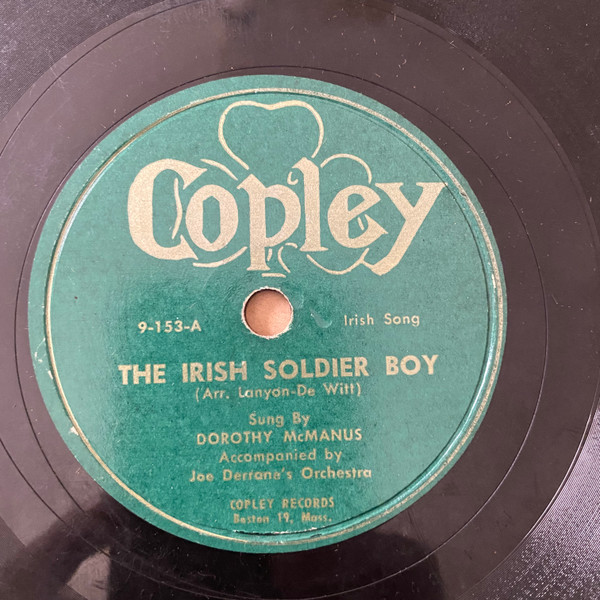 Copley
9-153-A
Irish Song
THE IRISH SOLDIER BOY
(Arr. Lanyon-De Witt)
Sung By
DOROTHY McMANUS
Accompanied by
Joe Derrane's Orchestra
COPLEY RECORDS
Boston 19, Mass.